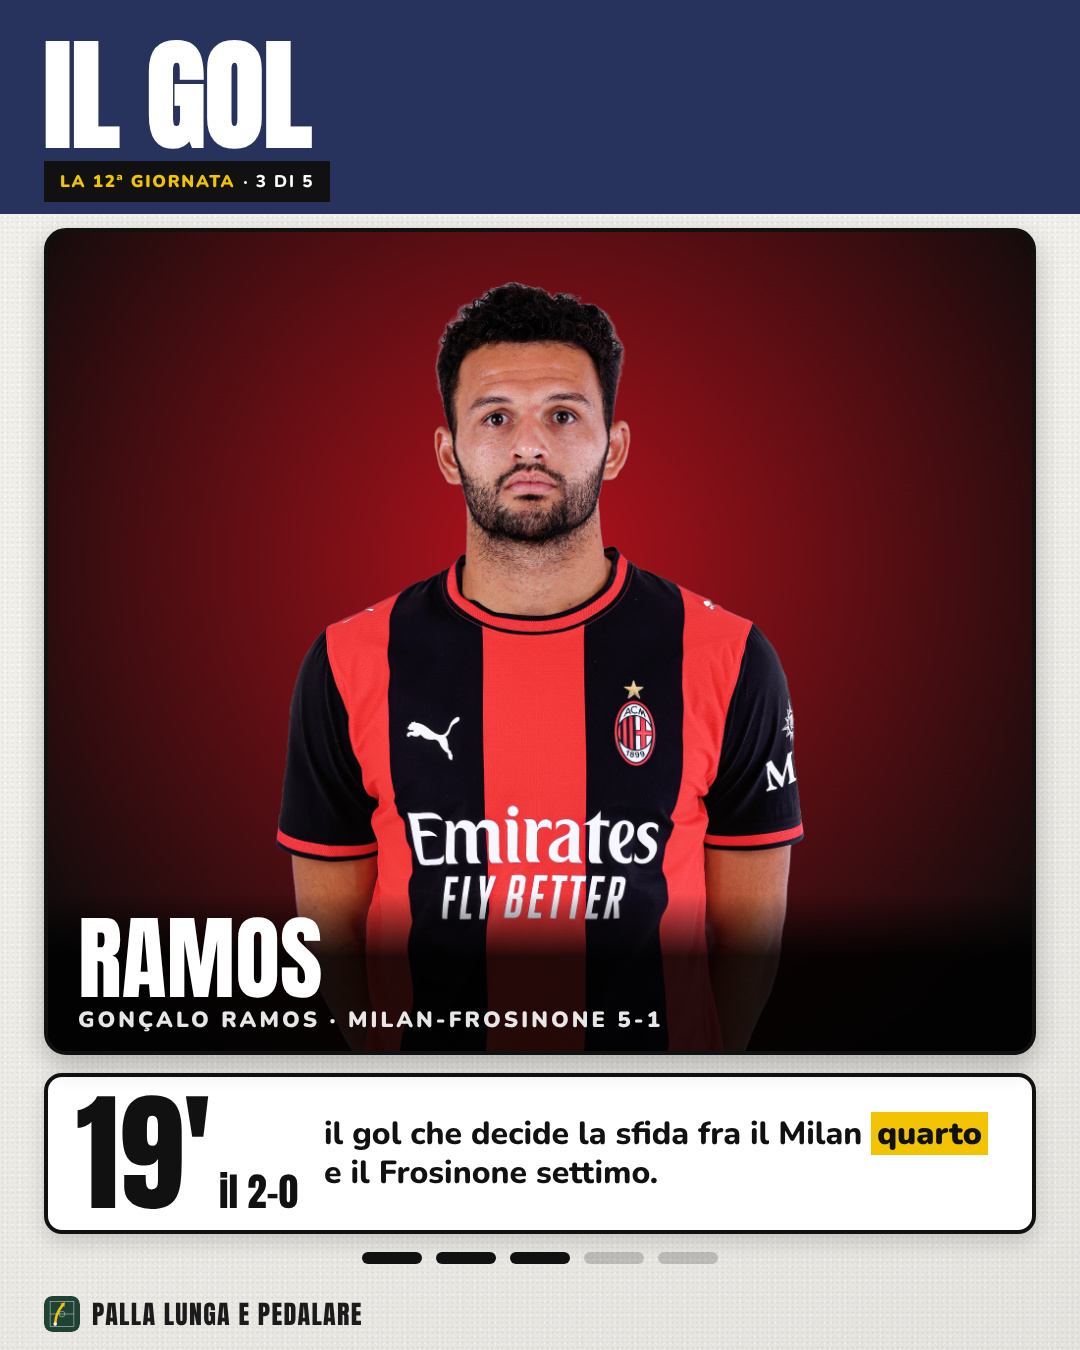 IL GOL
LA 12ª GIORNATA · 3 DI 5
ACM
1899
M
Emirates
FLY BETTER
RAMOS
GONÇALO RAMOS · MILAN-FROSINONE 5-1
19' il 2-0
il gol che decide la sfida fra il Milan quarto
e il Frosinone settimo.
PALLA LUNGA E PEDALARE